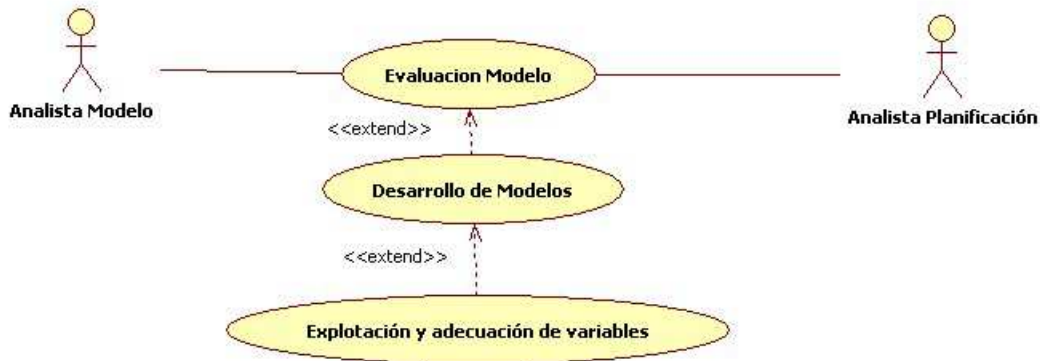 Evaluacion Modelo
Analista Modelo
Analista Planificación
<<extend>>
Desarrollo de Modelos
<<extend>>
Explotación y adecuación de variables